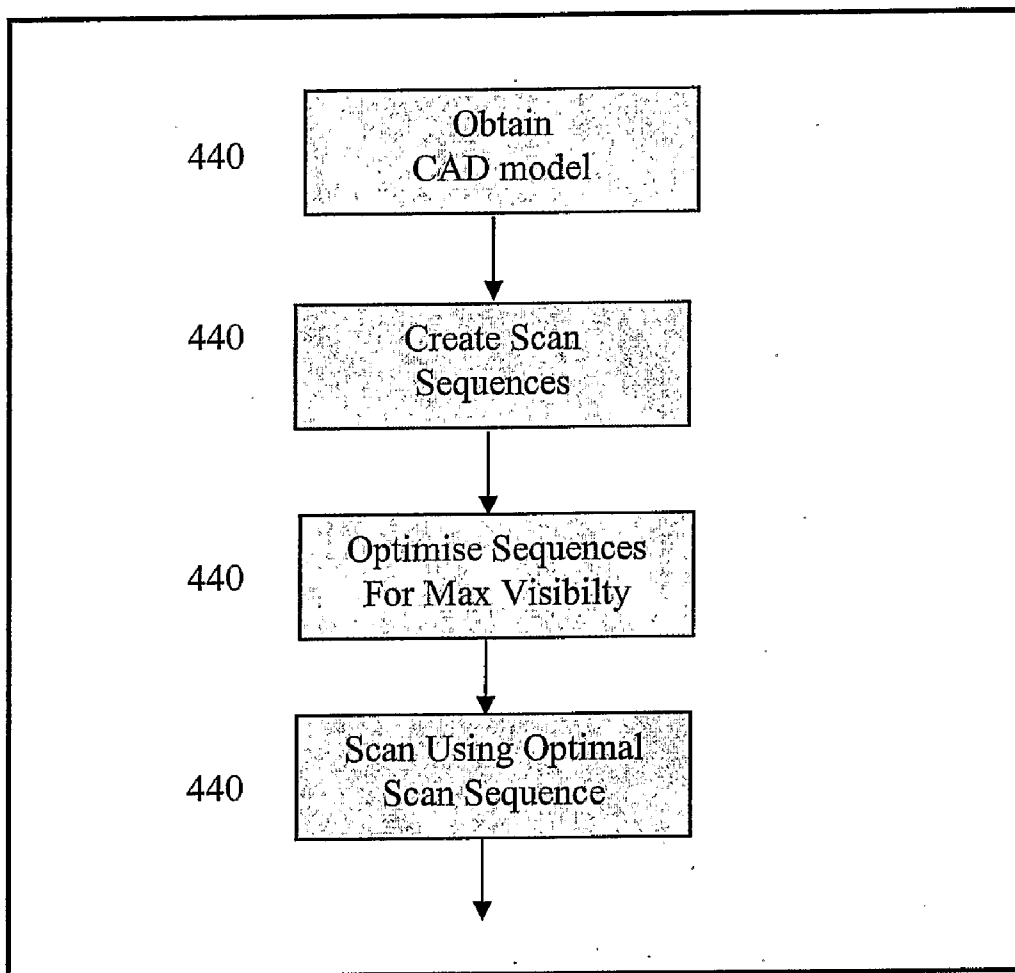 440
Obtain
CAD model
440
Create Scan
Sequences
440
Optimise Sequences
For Max Visibilty
440
Scan Using Optimal
Scan Sequence